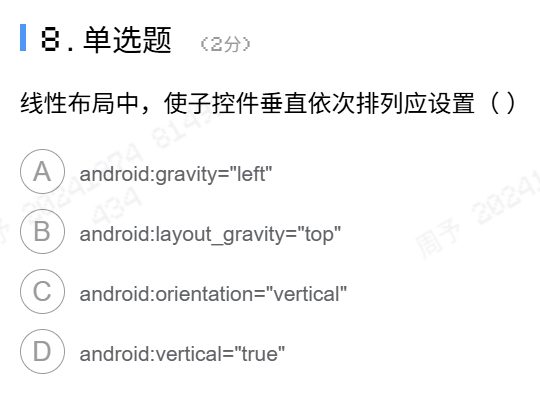 8.单选题 （2分）
线性布局中，使子控件垂直依次排列应设置（ ）
A android:gravity="left"
B android:layout_gravity="top"
C android:orientation="vertical"
D android:vertical="true"